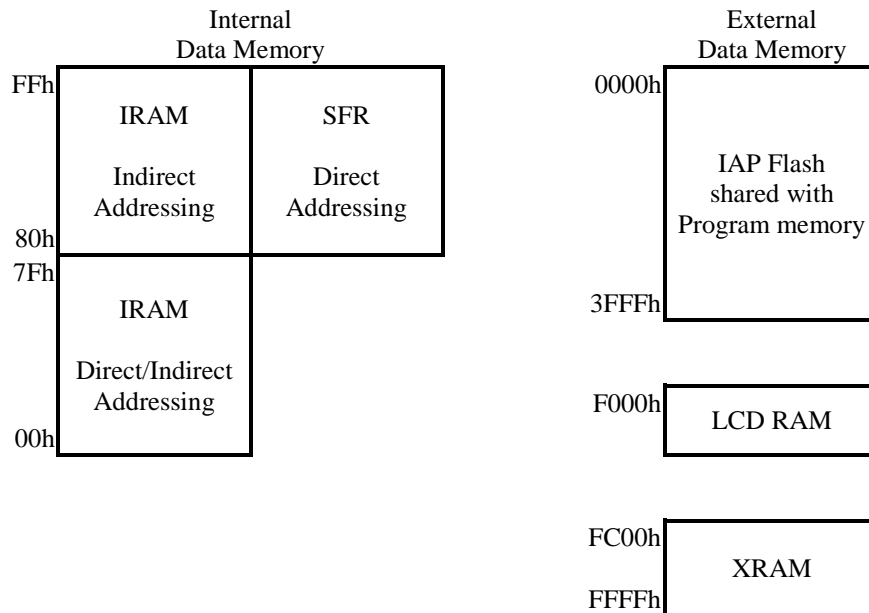 Internal
Data Memory
FFh
IRAM
Indirect
Addressing
80h
SFR
Direct
Addressing
7Fh
IRAM
Direct/Indirect
Addressing
00h
External
Data Memory
0000h
IAP Flash
shared with
Program memory
3FFFh
F000h
LCD RAM
FC00h
XRAM
FFFFh